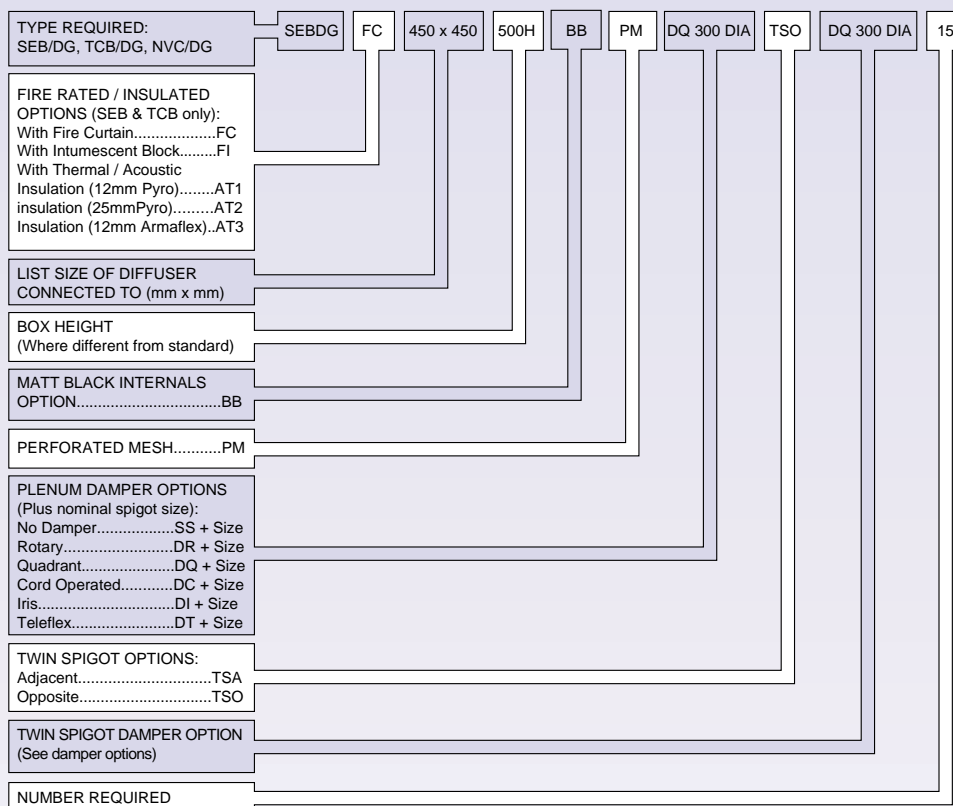 TYPE REQUIRED:
SEB/DG, TCB/DG, NVC/DG
SEBDG FC 450 x 450 500H BB PM DQ 300 DIA TSO DQ 300 DIA 15
FIRE RATED / INSULATED
OPTIONS (SEB & TCB only):
With Fire Curtain...................FC
With Intumescent Block.........FI
With Thermal / Acoustic
Insulation (12mm Pyro)........AT1
insulation (25mmPyro).........AT2
Insulation (12mm Armaflex)..AT3
LIST SIZE OF DIFFUSER
CONNECTED TO (mm x mm)
BOX HEIGHT
(Where different from standard)
MATT BLACK INTERNALS
OPTION.................................BB
PERFORATED MESH...........PM
PLENUM DAMPER OPTIONS
(Plus nominal spigot size):
No Damper..................SS + Size
Rotary.........................DR + Size
Quadrant.....................DQ + Size
Cord Operated............DC + Size
Iris...............................DI + Size
Teleflex........................DT + Size
TWIN SPIGOT OPTIONS:
Adjacent...............................TSA
Opposite...............................TSO
TWIN SPIGOT DAMPER OPTION
(See damper options)
NUMBER REQUIRED